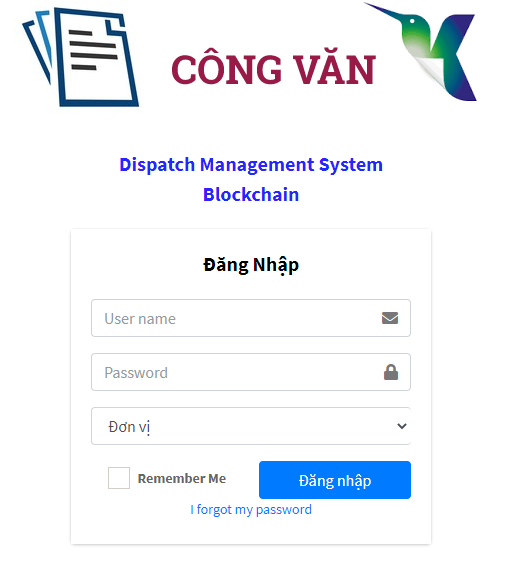 CÔNG VĂN
Dispatch Management System
Blockchain
Đăng Nhập
User name
Password
Đơn vị
Remember Me
Đăng nhập
I forgot my password